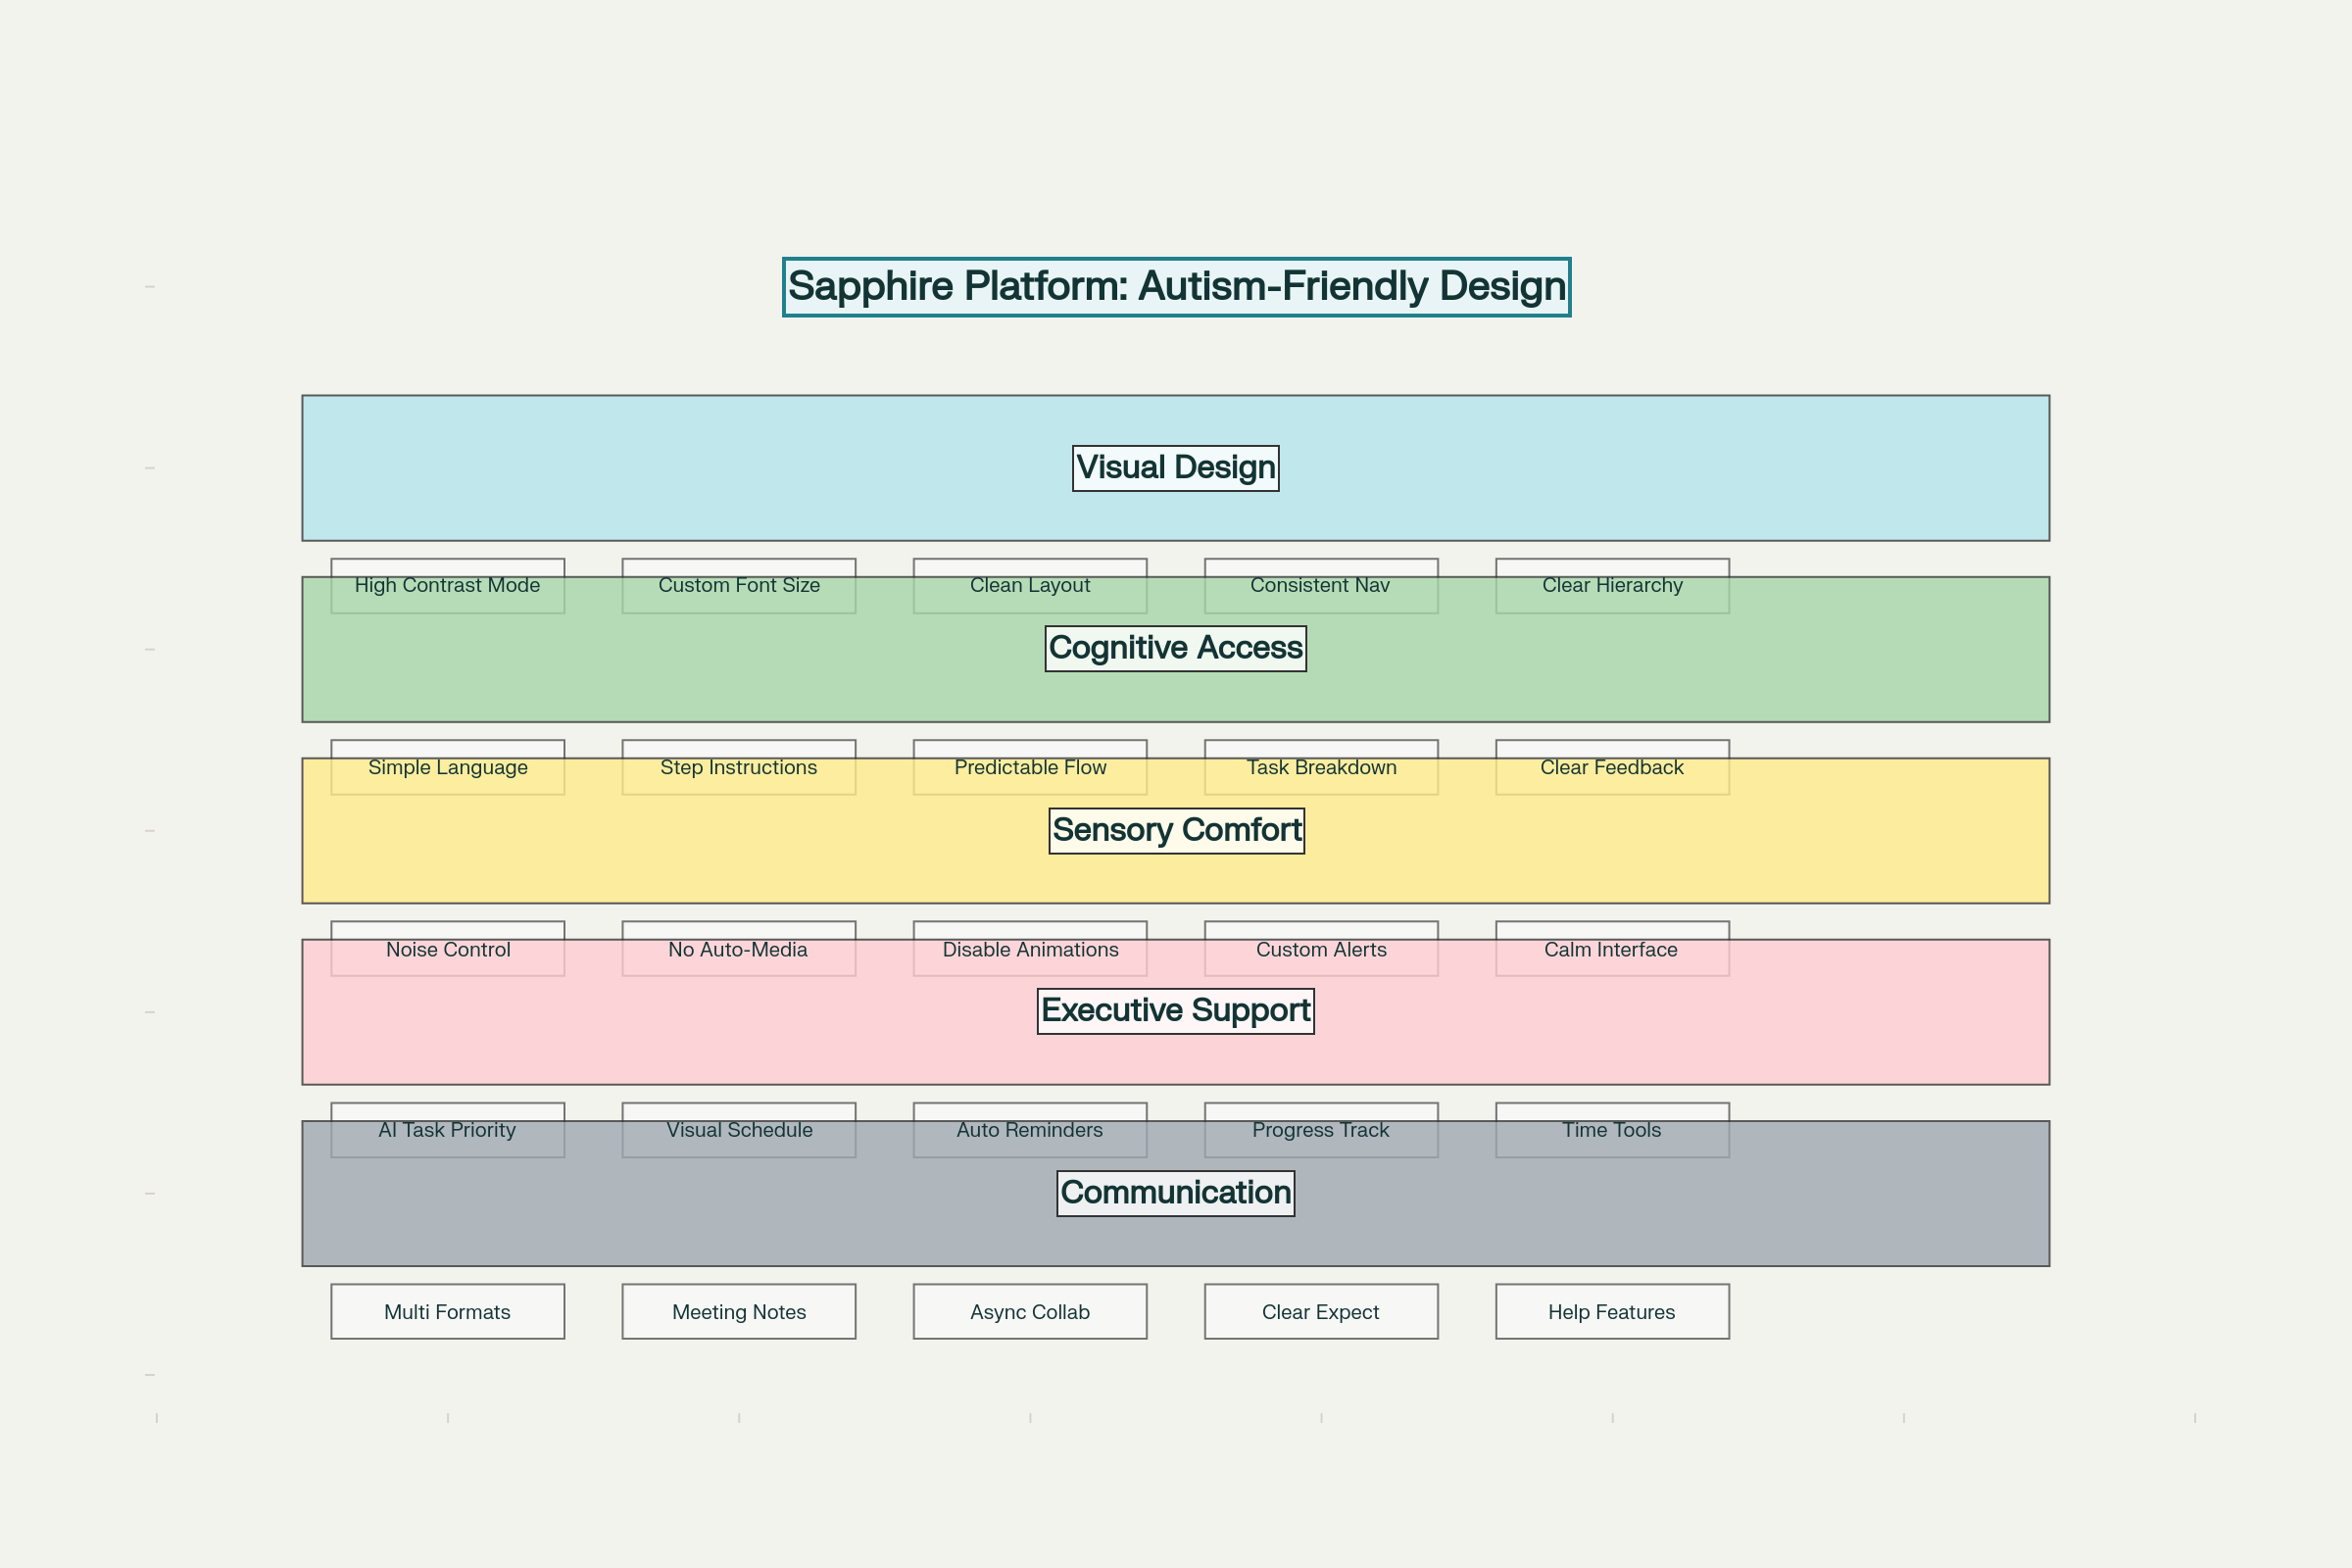 Sapphire Platform: Autism-Friendly Design
Visual Design
High Contrast Mode
Custom Font Size
Clean Layout
Consistent Nav
Clear Hierarchy
Cognitive Access
Simple Language
Step Instructions
Predictable Flow
Task Breakdown
Clear Feedback
Sensory Comfort
Noise Control
No Auto-Media
Disable Animations
Custom Alerts
Calm Interface
Executive Support
AI Task Priority
Visual Schedule
Auto Reminders
Progress Track
Time Tools
Communication
Multi Formats
Meeting Notes
Async Collab
Clear Expect
Help Features